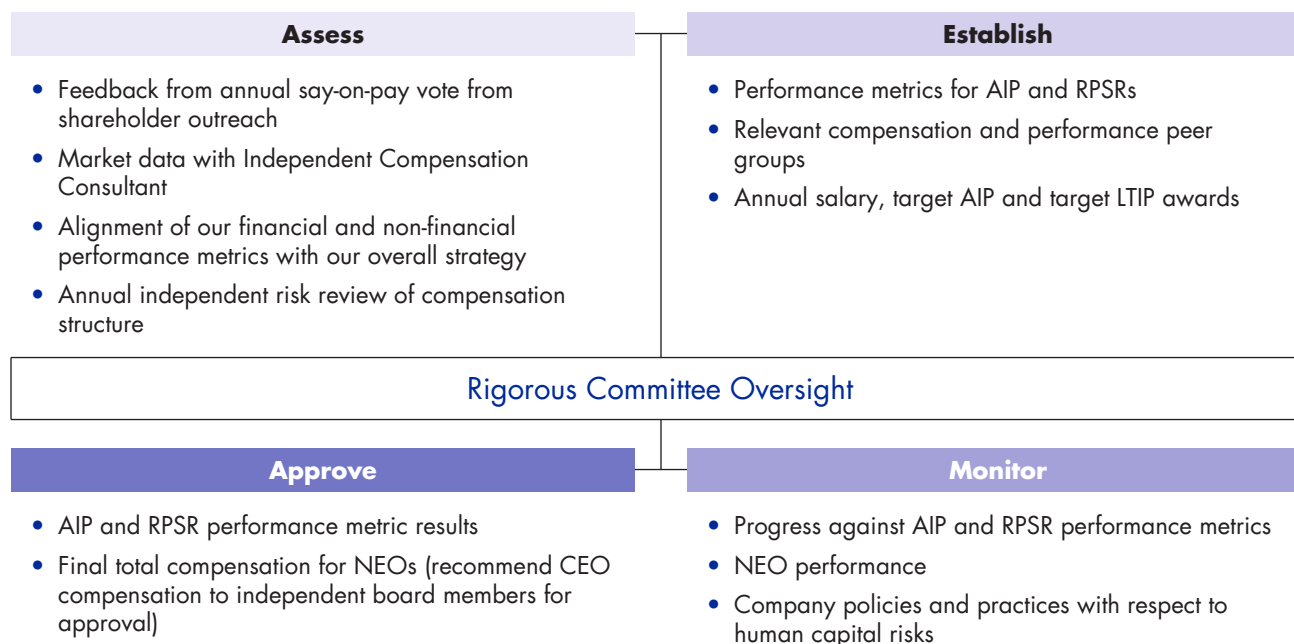 Assess
• Feedback from annual say-on-pay vote from
shareholder outreach
• Market data with Independent Compensation
Consultant
• Alignment of our financial and non-financial
performance metrics with our overall strategy
• Annual independent risk review of compensation
structure
Establish
• Performance metrics for AIP and RPSRs
• Relevant compensation and performance peer
groups
• Annual salary, target AIP and target LTIP awards
Rigorous Committee Oversight
Approve
• AIP and RPSR performance metric results
• Final total compensation for NEOs (recommend CEO
compensation to independent board members for
approval)
Monitor
• Progress against AIP and RPSR performance metrics
• NEO performance
• Company policies and practices with respect to
human capital risks